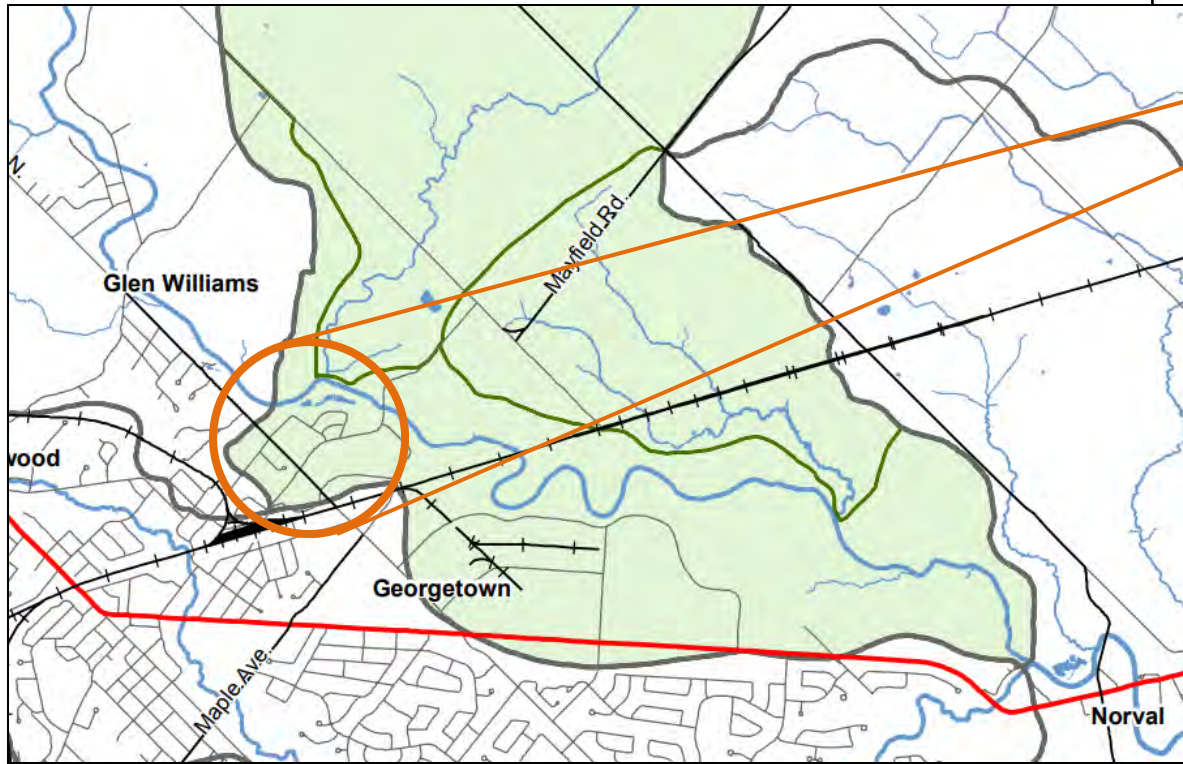 N.
Mayfield Rd.
Glen Williams
wood
Georgetown
Maple Ave.
Norval